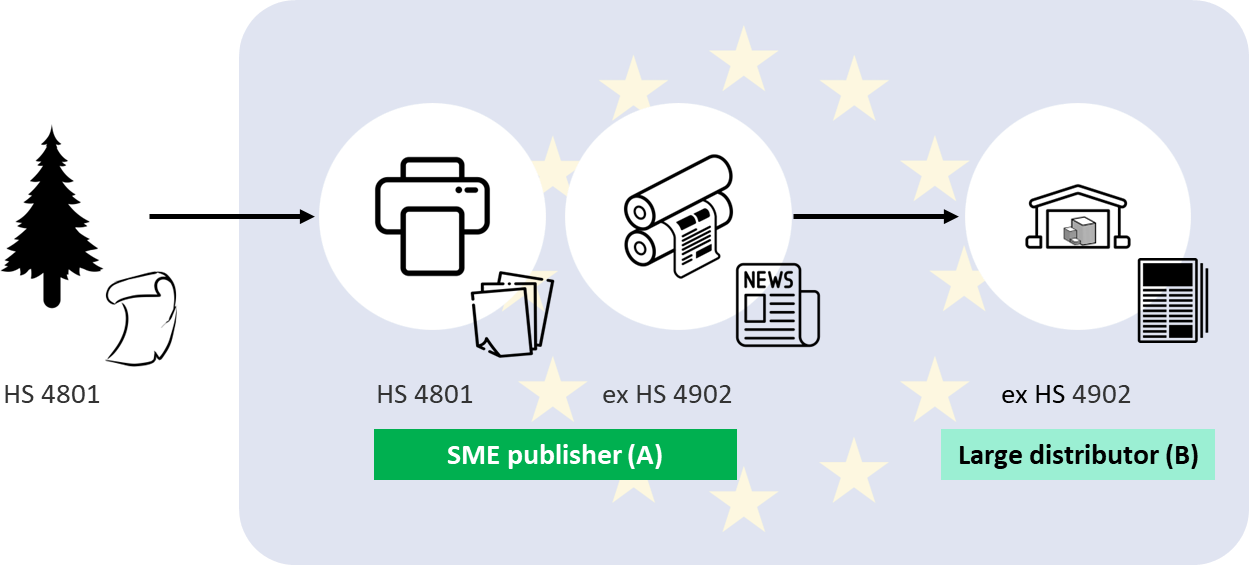 NEWS
HS 4801
HS 4801
ex HS 4902
ex HS 4902
SME publisher (A)
Large distributor (B)